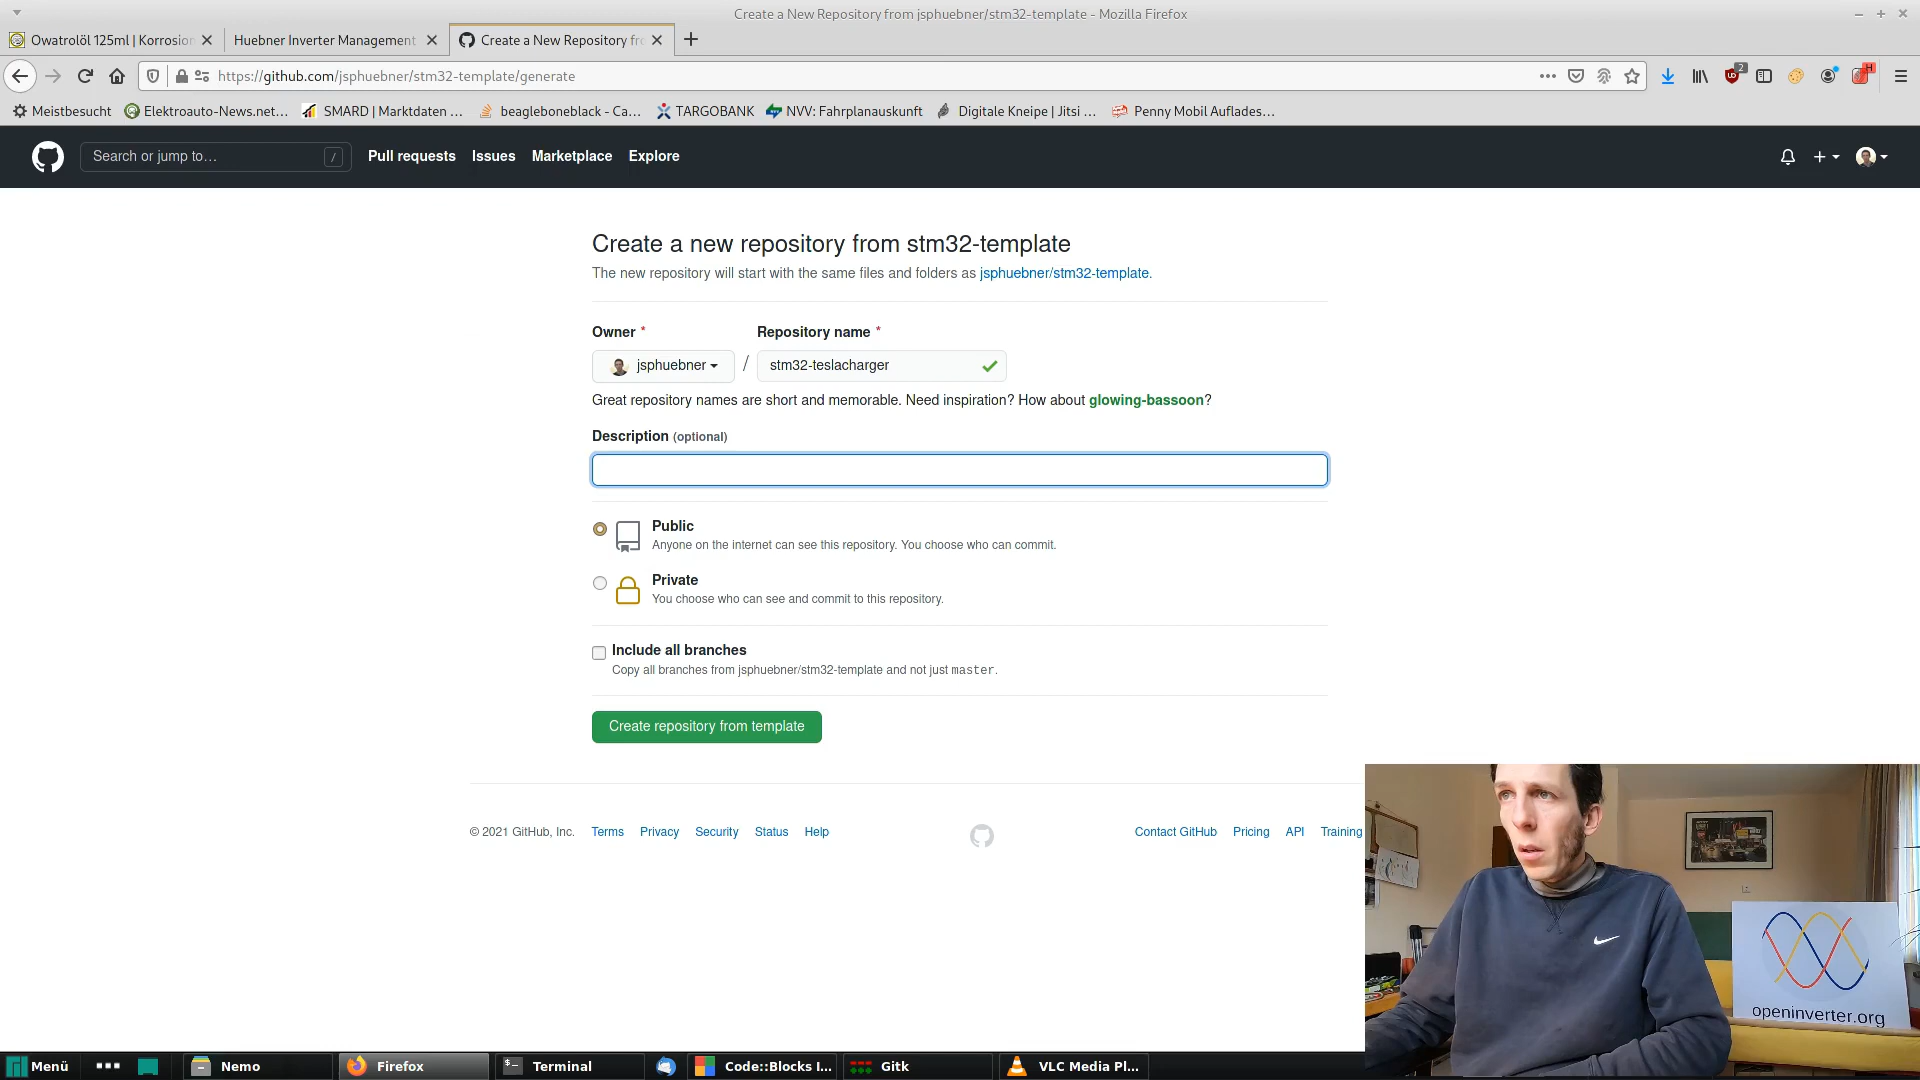 Create a New Repository from jsphuebner/stm32-template - Mozilla Firefox
Owatrolöl 125ml | Korrosion
Huebner Inverter Management
Create a New Repository fr
https://github.com/jsphuebner/stm32-template/generate
2
H
Meistbesucht
Elektroauto-News.net...
SMARD | Marktdaten ...
beagleboneblack - Ca...
TARGOBANK
NVV: Fahrplanauskunft
Digitale Kneipe | Jitsi ...
Penny Mobil Auflades...
Search or jump to…
/
Pull requests
Issues
Marketplace
Explore
Create a new repository from stm32-template
The new repository will start with the same files and folders as jsphuebner/stm32-template.
Owner *
Repository name *
jsphuebner
/
stm32-teslacharger
Great repository names are short and memorable. Need inspiration? How about glowing-bassoon?
Description (optional)
Public
Anyone on the internet can see this repository. You choose who can commit.
Private
You choose who can see and commit to this repository.
Include all branches
Copy all branches from jsphuebner/stm32-template and not just master.
Create repository from template
© 2021 GitHub, Inc.
Terms
Privacy
Security
Status
Help
Contact GitHub
Pricing
API
Training
openinverter.org
Menü
Nemo
Firefox
Terminal
Code::Blocks I...
Gitk
VLC Media Pl...